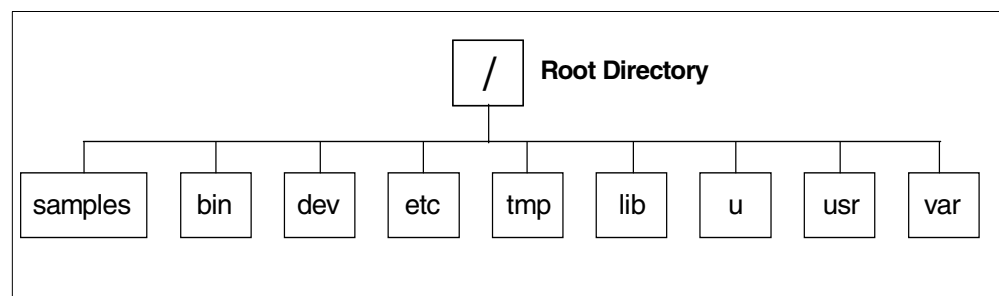 / Root Directory
samples bin dev etc tmp lib u usr var